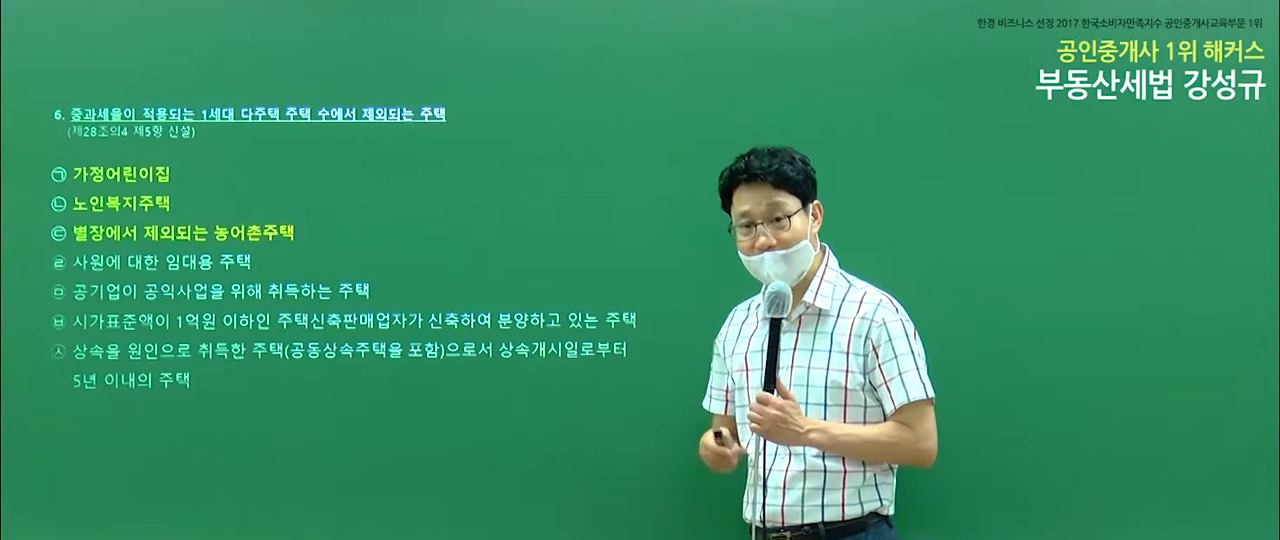 한경 비즈니스 선정 2017 한국소비자만족지수 공인중개사교육부문 1위
공인중개사 1위 해커스
부동산세법 강성규
6. 중과세율이 적용되는 1세대 다주택 주택 수에서 제외되는 주택
(제28조의4 제5항 신설)
㉠ 가정어린이집
㉡ 노인복지주택
㉢ 별장에서 제외되는 농어촌주택
㉣ 사원에 대한 임대용 주택
㉤ 공기업이 공익사업을 위해 취득하는 주택
㉥ 시가표준액이 1억원 이하인 주택신축판매업자가 신축하여 분양하고 있는 주택
㉦ 상속을 원인으로 취득한 주택(공동상속주택을 포함)으로서 상속개시일로부터
5년 이내의 주택